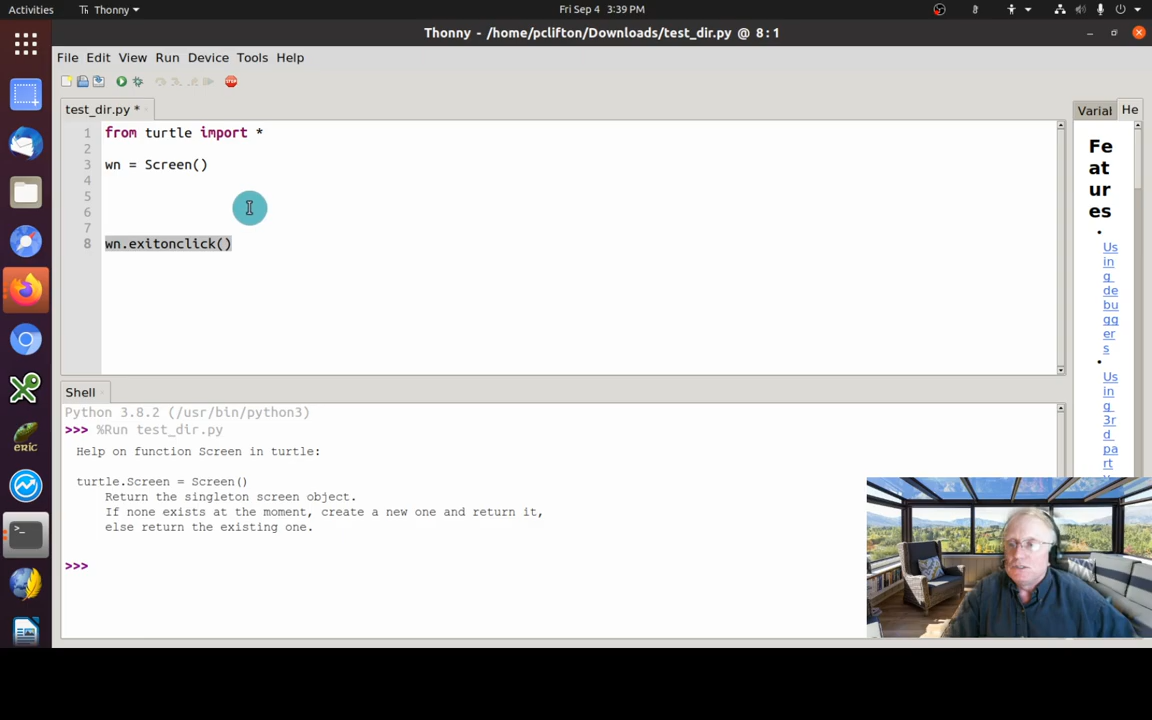 Activities
Thonny
Fri Sep 4 3:39 PM
Thonny - /home/pclifton/Downloads/test_dir.py @ 8:1
File Edit View Run Device Tools Help
STOP
test_dir.py *
1 from turtle import *
2
3 wn = Screen()
4
5
6
7
8 wn.exitonclick()
Variab
He
Fe
at
ur
es
Us
in
g
de
bu
gg
er
s
Us
in
g
3r
d
pa
rt
Shell
Python 3.8.2 (/usr/bin/python3)
>>> %Run test_dir.py
Help on function Screen in turtle:
turtle.Screen = Screen()
Return the singleton screen object.
If none exists at the moment, create a new one and return it,
else return the existing one.
>>>
eric